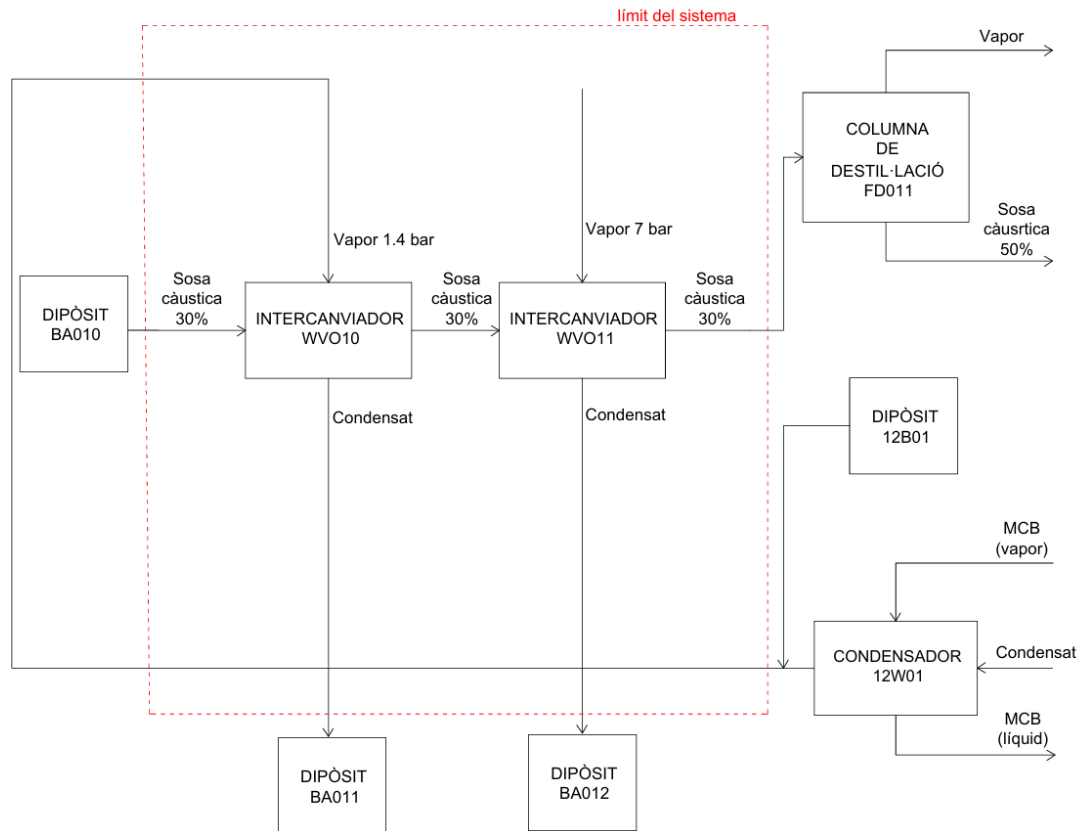 límit del sistema
Vapor
COLUMNA
DE
DESTIL·LACIÓ
FD011
Sosa
càusrtica
50%
Vapor 1.4 bar
Vapor 7 bar
DIPÒSIT
BA010
Sosa
càustica
30%
INTERCANVIADOR
WVO10
Sosa
càustica
30%
INTERCANVIADOR
WVO11
Sosa
càustica
30%
Condensat
Condensat
DIPÒSIT
12B01
MCB
(vapor)
CONDENSADOR
12W01
Condensat
MCB
(líquid)
DIPÒSIT
BA011
DIPÒSIT
BA012